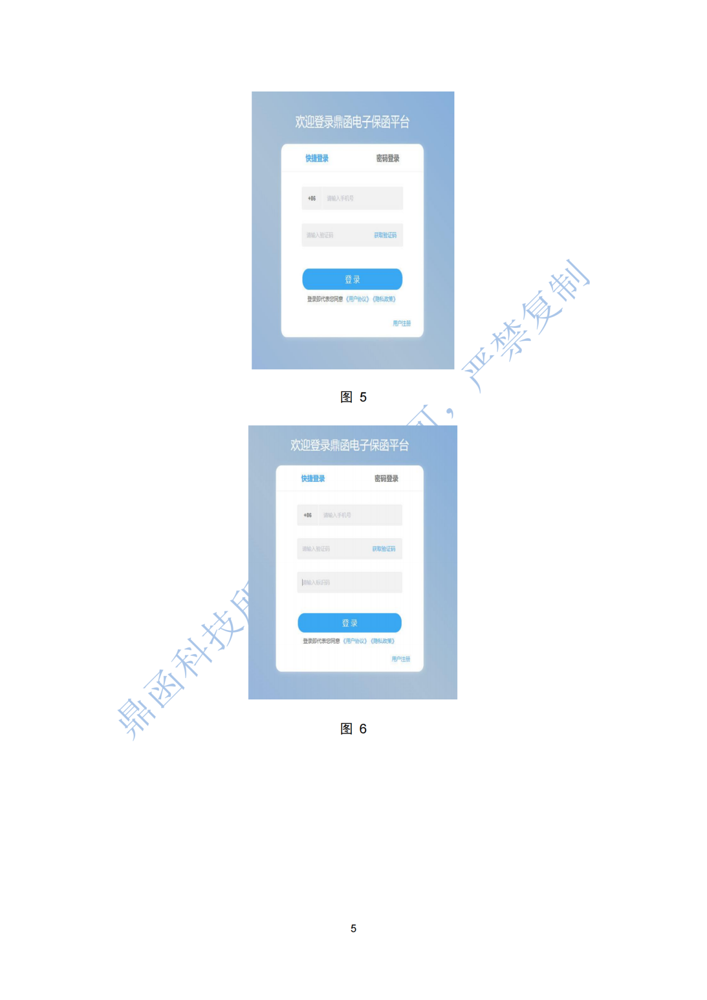 欢迎登录鼎函电子保函平台
快捷登录 密码登录
+86 请输入手机号
请输入验证码 获取验证码
登录
登录即代表您同意《用户协议》《隐私政策》
用户注册
图 5
欢迎登录鼎函电子保函平台
快捷登录 密码登录
+86 请输入手机号
请输入验证码 获取验证码
请输入标识码
登录
登录即代表您同意《用户协议》《隐私政策》
用户注册
图 6
鼎函科技所
,严禁复制
5